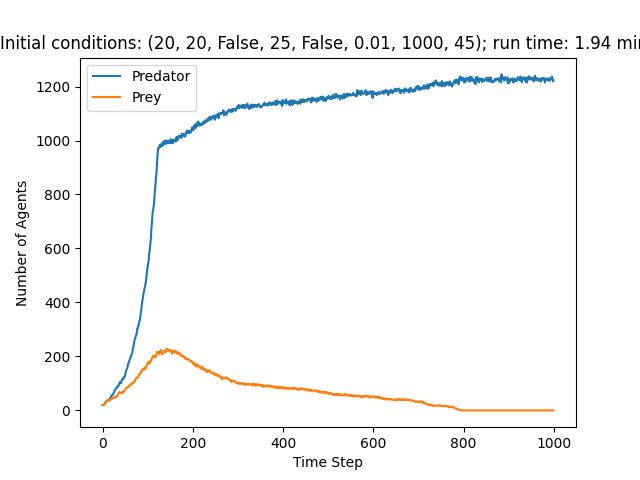 Initial conditions: (20, 20, False, 25, False, 0.01, 1000, 45); run time: 1.94
Predator
Prey
Number of Agents
1200
1000
800
600
400
200
0
0 200 400 600 800 1000
Time Step